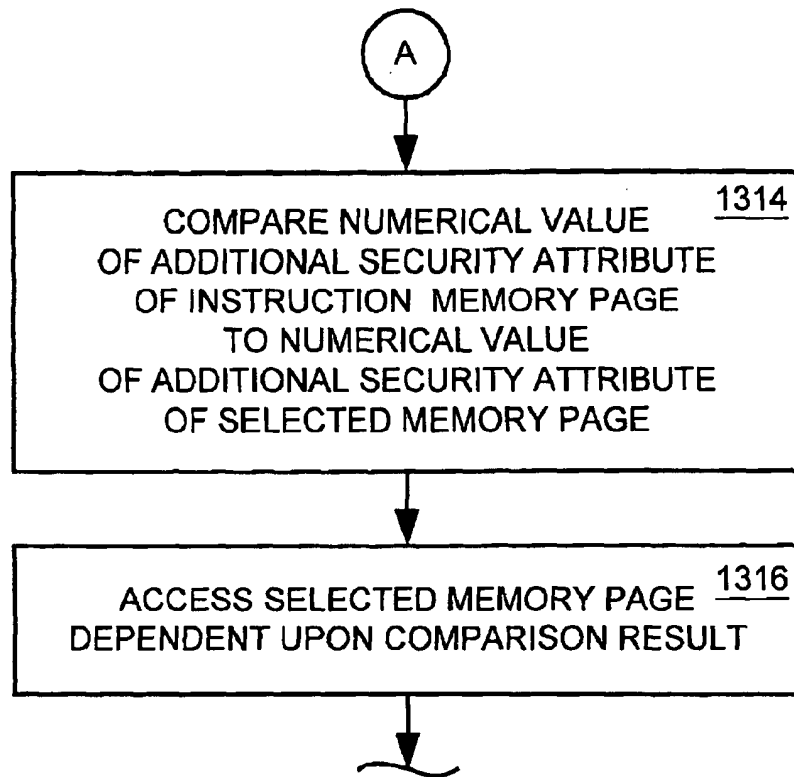 A
1314
COMPARE NUMERICAL VALUE
OF ADDITIONAL SECURITY ATTRIBUTE
OF INSTRUCTION MEMORY PAGE
TO NUMERICAL VALUE
OF ADDITIONAL SECURITY ATTRIBUTE
OF SELECTED MEMORY PAGE
1316
ACCESS SELECTED MEMORY PAGE
DEPENDENT UPON COMPARISON RESULT